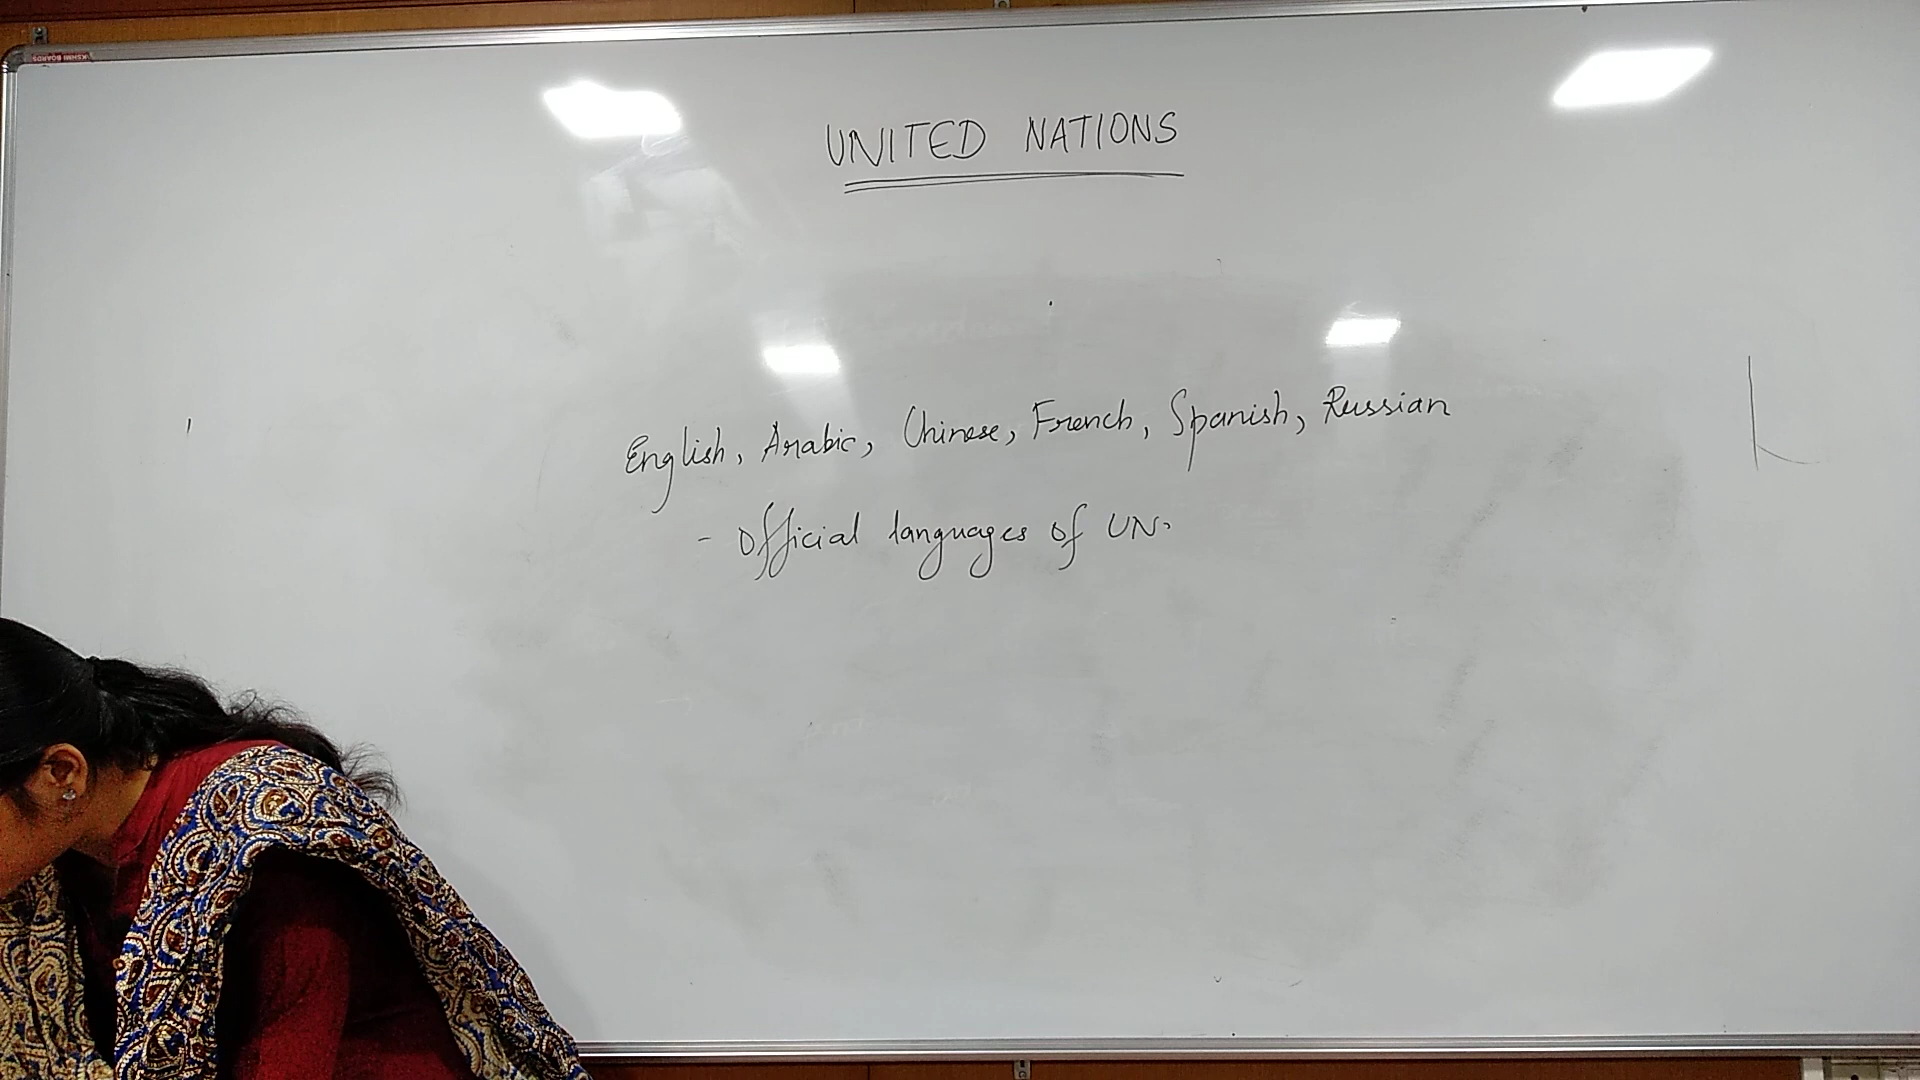 UNITED NATIONS
English, Arabic, Chinese, French, Spanish, Russian
- Official languages of UN.